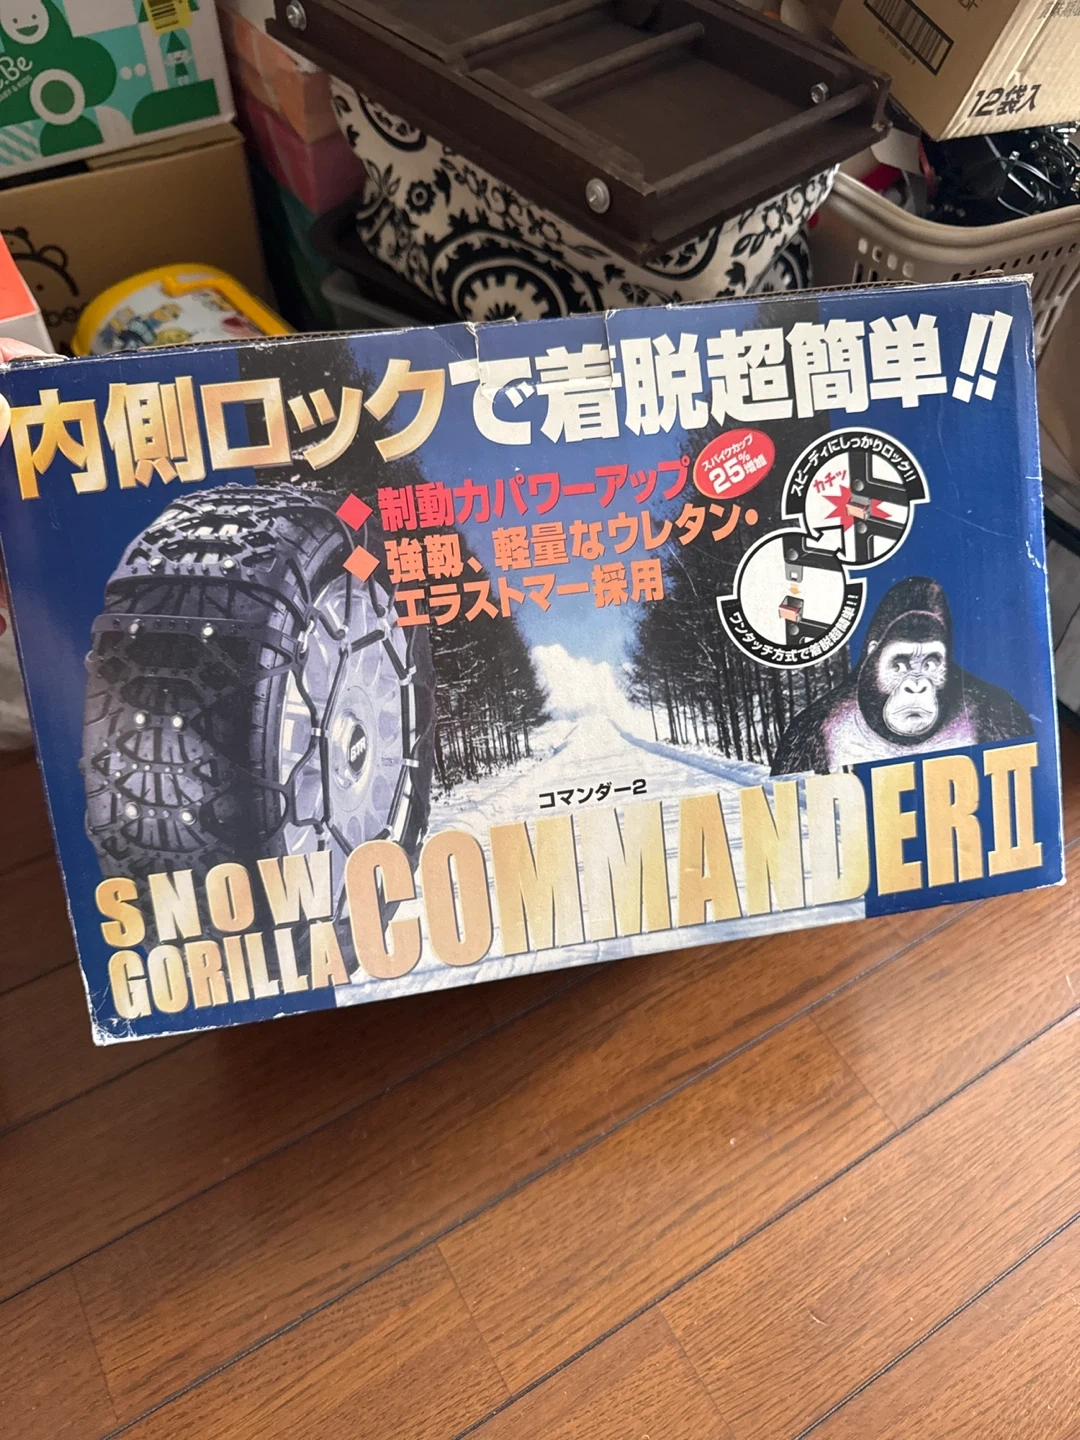 .Be
12袋入
内側ロックで着脱超簡単!!
◆制動力パワーアップ
スパイクカップ
25%増加
◆強靭、軽量なウレタン・
エラストマー採用
スピーディにしっかりロック!!
カチッ
ワンタッチ方式で着脱超簡単!!
コマンダー2
SNOW
GORILLA
COMMANDERII